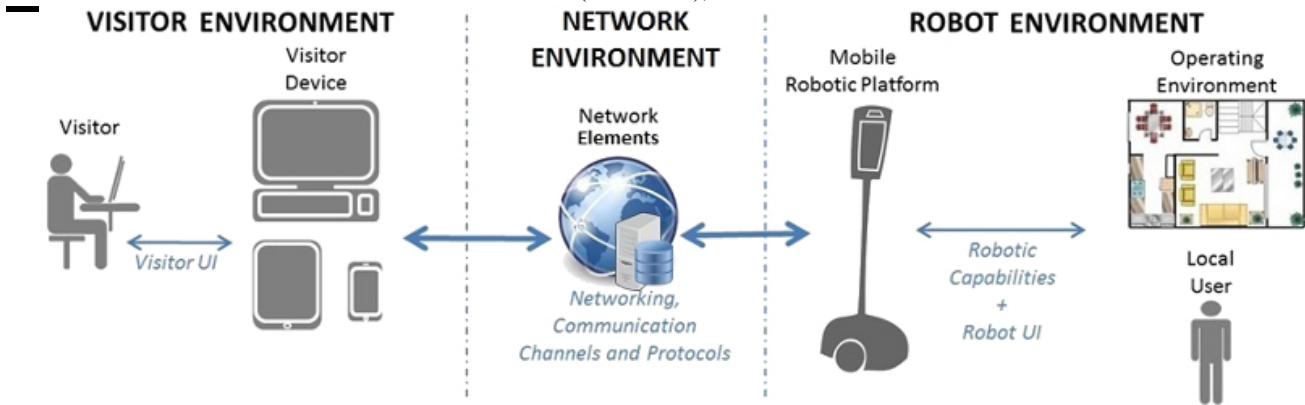 VISITOR ENVIRONMENT
Visitor
Device
Visitor
Visitor UI
NETWORK
ENVIRONMENT
Network
Elements
Networking,
Communication
Channels and Protocols
ROBOT ENVIRONMENT
Mobile
Robotic Platform
Operating
Environment
Robotic
Capabilities
+
Robot UI
Local
User